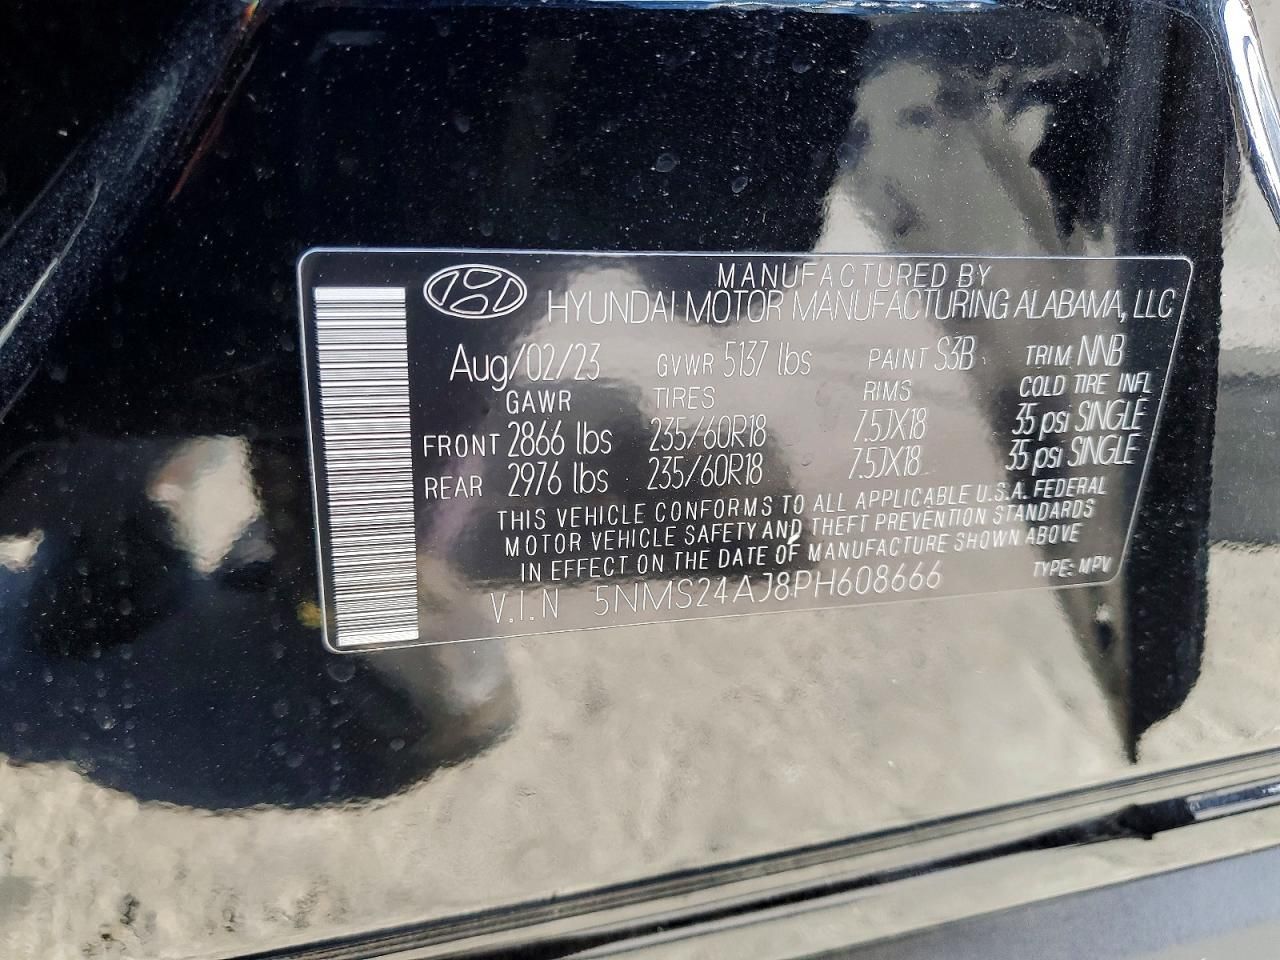 MANUFACTURED BY
HYUNDAI MOTOR MANUFACTURING ALABAMA, LLC
Aug/02/23 GVWR 5137 lbs PAINT S3B TRIM NNB
GAWR TIRES RIMS COLD TIRE INFL
FRONT 2866 lbs 235/60R18 7.5JX18 35 psi SINGLE
REAR 2976 lbs 235/60R18 7.5JX18 35 psi SINGLE
THIS VEHICLE CONFORMS TO ALL APPLICABLE U.S.A. FEDERAL
MOTOR VEHICLE SAFETY AND THEFT PREVENTION STANDARDS
IN EFFECT ON THE DATE OF MANUFACTURE SHOWN ABOVE
V.I.N 5NMS24AJ8PH608666 TYPE: MPV